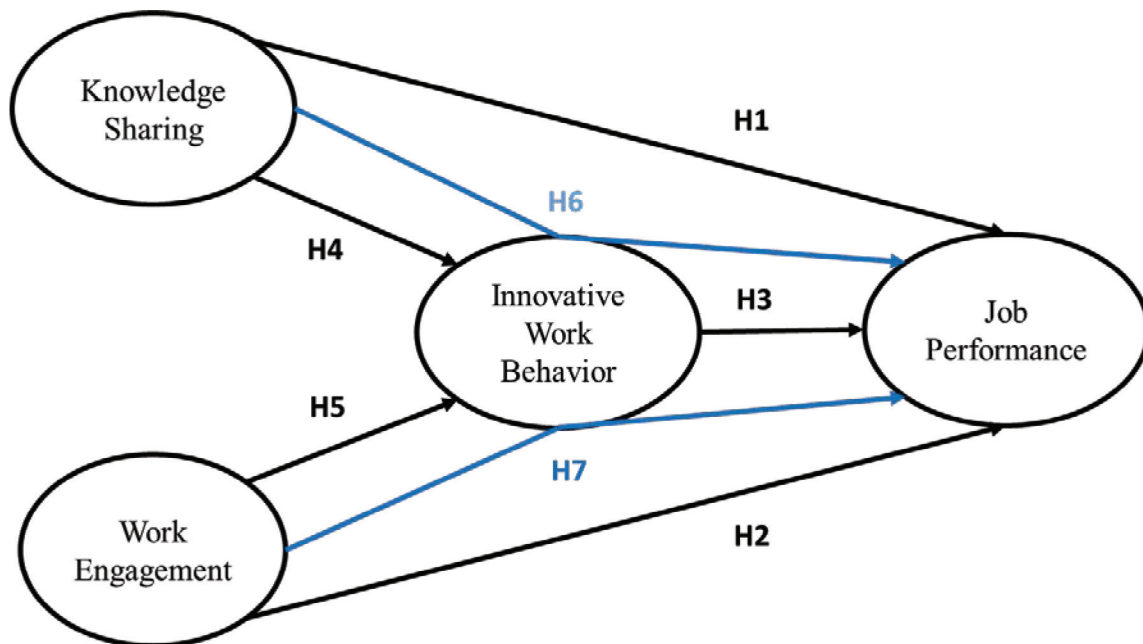 Knowledge
Sharing
H1
H6
H4
Innovative
Work
Behavior
H3
Job
Performance
H5
H7
Work
Engagement
H2